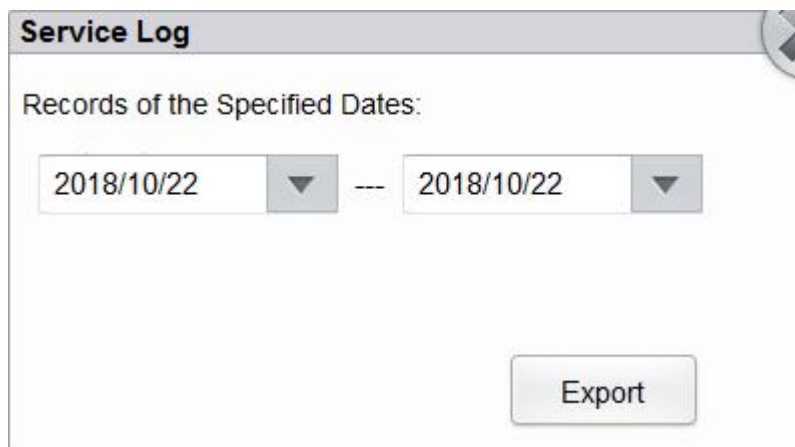 Service Log
Records of the Specified Dates:
2018/10/22 --- 2018/10/22
Export